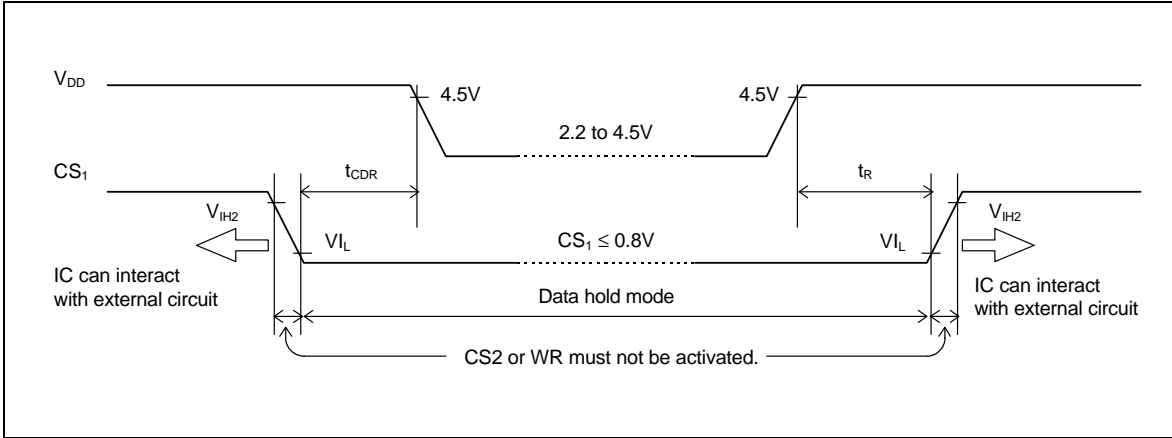 VDD
4.5V
4.5V
2.2 to 4.5V
CS1
tCDR
tR
VIH2
VIH2
VIL
CS1 ≤ 0.8V
VIL
IC can interact
with external circuit
IC can interact
with external circuit
Data hold mode
CS2 or WR must not be activated.